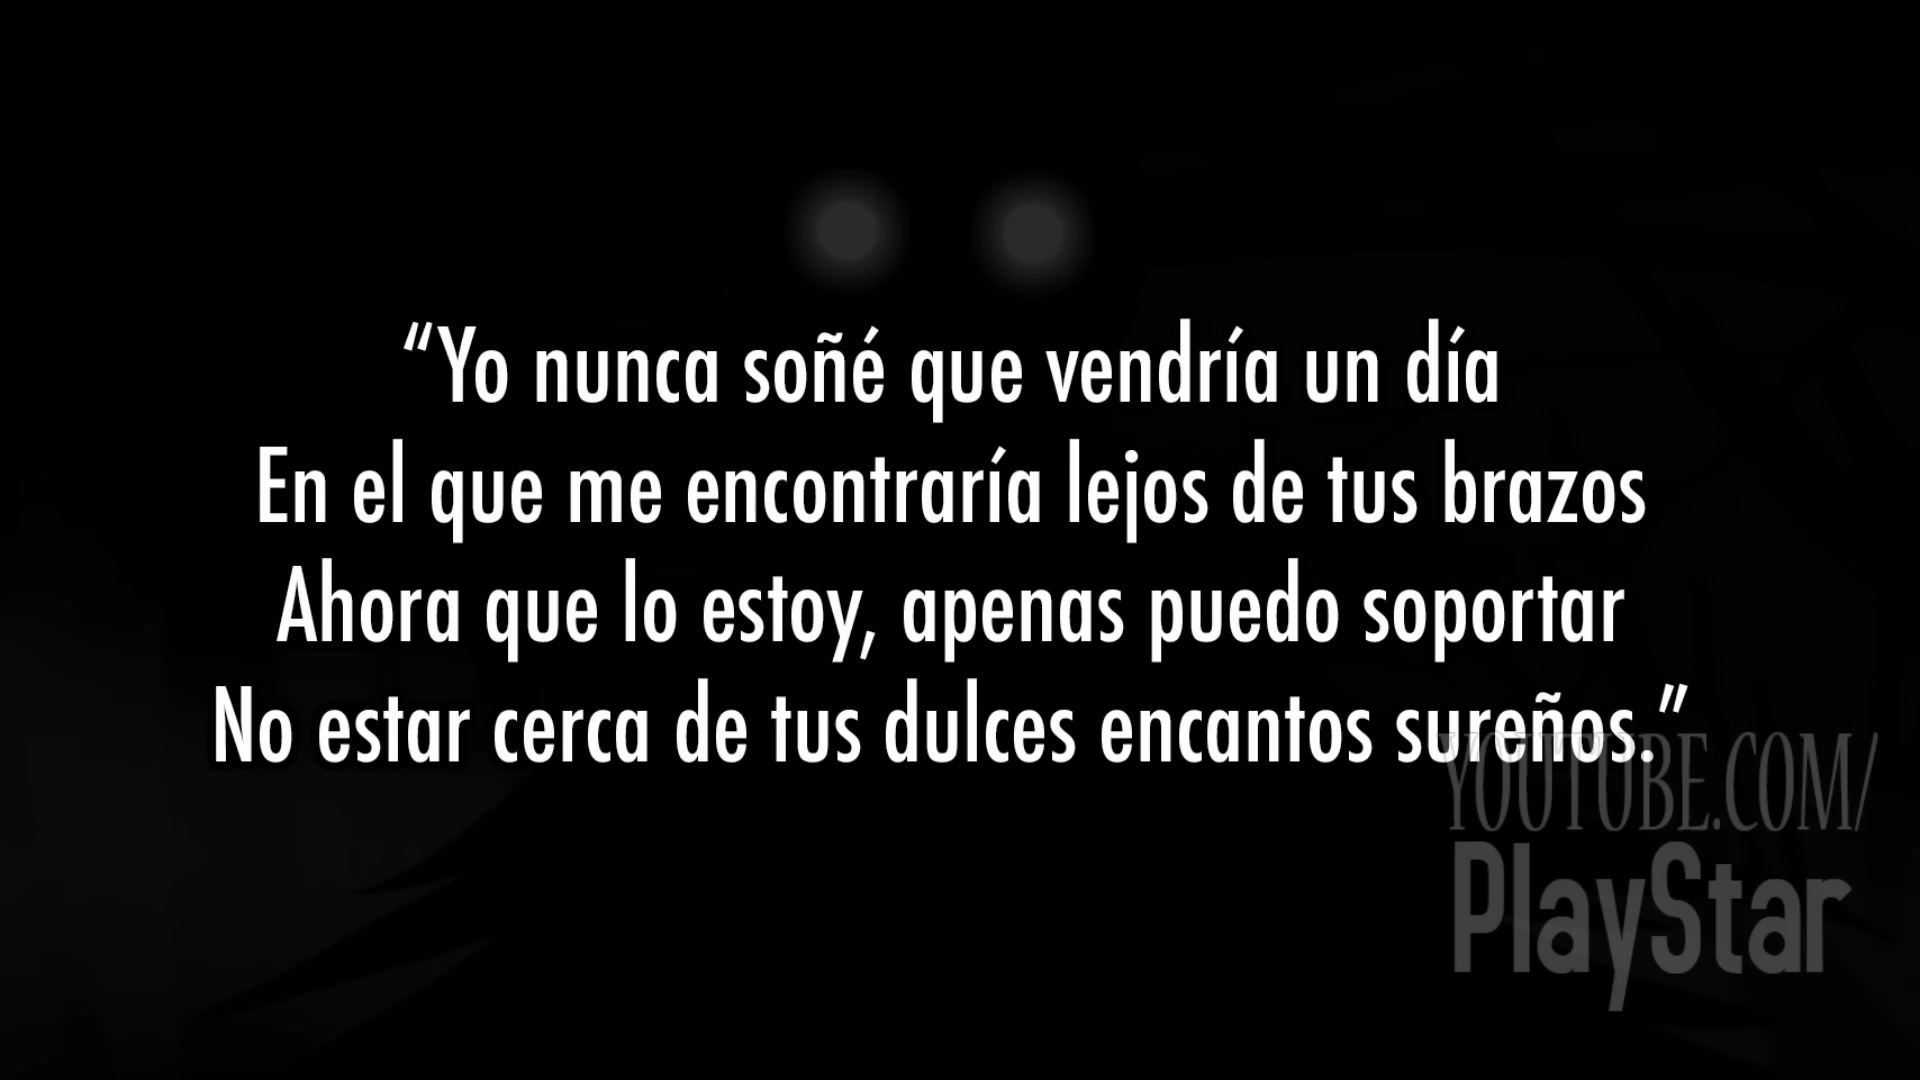 “Yo nunca soñé que vendría un día
En el que me encontraría lejos de tus brazos
Ahora que lo estoy, apenas puedo soportar
No estar cerca de tus dulces encantos sureños.”
YOUTUBE.COM/
PlayStar